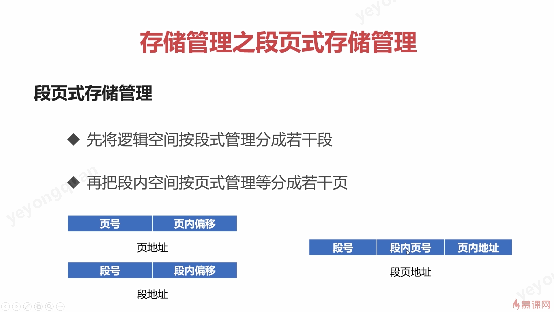 存储管理之段页式存储管理
段页式存储管理
◆ 先将逻辑空间按段式管理分成若干段
◆ 再把段内空间按页式管理等分成若干页
页号 页内偏移
页地址
段号 段内偏移
段地址
段号 段内页号 页内地址
段页地址
慕课网